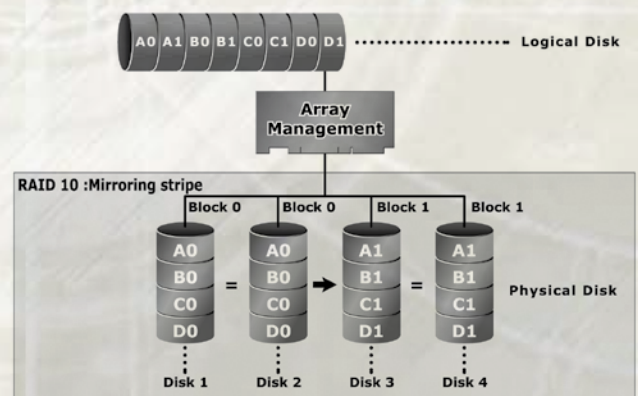 A0 A1 B0 B1 C0 C1 D0 D1 Logical Disk
Array
Management
RAID 10 :Mirroring stripe
Block 0 Block 0 Block 1 Block 1
A0 A0 A1 A1
B0 = B0 B1 = B1
C0 C0 C1 C1
Physical Disk
D0 D0 D1 D1
Disk 1 Disk 2 Disk 3 Disk 4